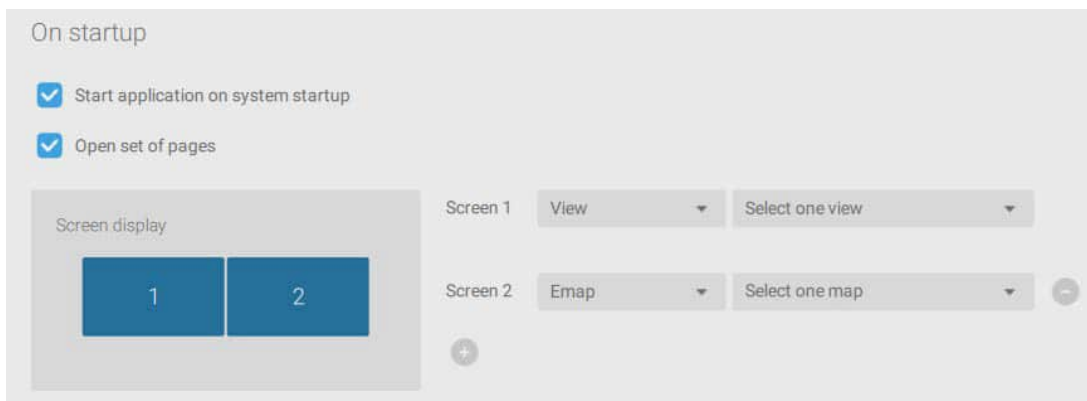 On startup
Start application on system startup
Open set of pages
Screen display
1 2
Screen 1 View Select one view
Screen 2 Emap Select one map